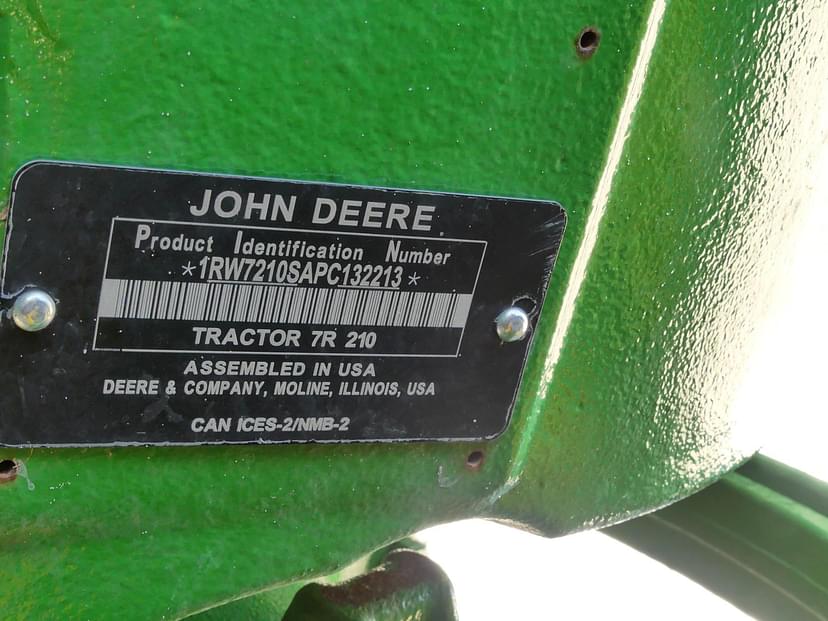 JOHN DEERE
Product Identification Number
*1RW7210SAPC132213*
TRACTOR 7R 210
ASSEMBLED IN USA
DEERE & COMPANY, MOLINE, ILLINOIS, USA
CAN ICES-2/NMB-2